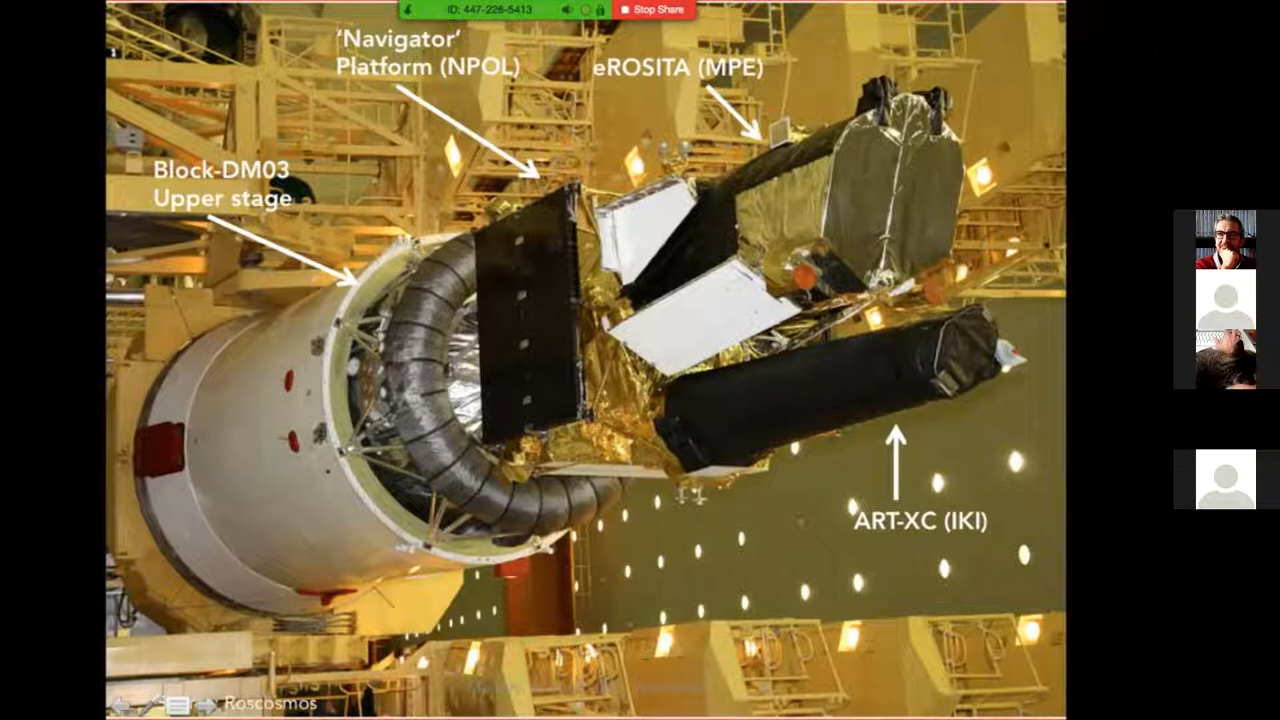 ID: 447-226-5413
Stop Share
‘Navigator’
Platform (NPOL)
eROSITA (MPE)
Block-DM03
Upper stage
ART-XC (IKI)
Roscosmos